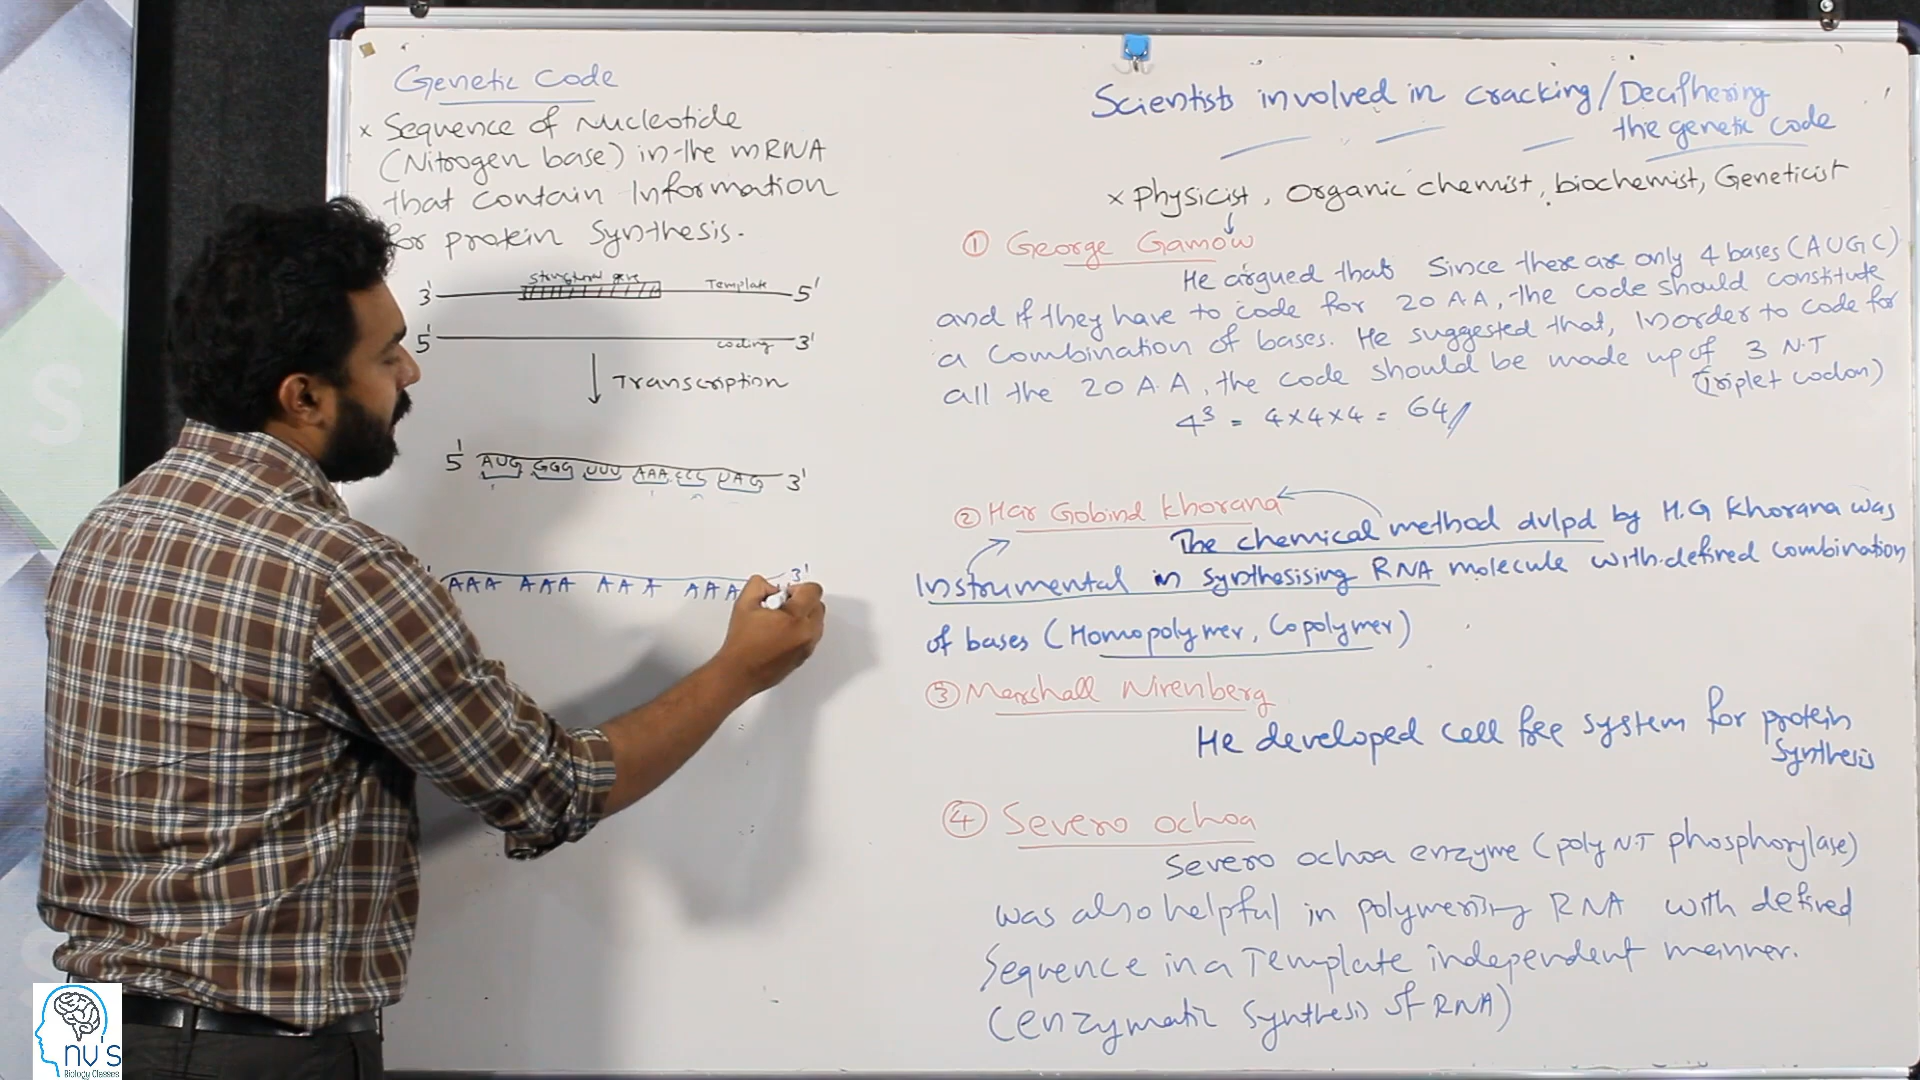 Genetic Code
x Sequence of Nucleotide
(Nitrogen base) in the mRNA
that contain Information
for protein Synthesis.
Structural gene
3' Template 5'
5' coding 3'
Transcription
5' AUG GGG UUU AAA CCC UAG 3'
AAA AAA AAA AAA 3'
Scientists involved in cracking/Decifhering
the genetic code
x Physicist, Organic chemist, biochemist, Geneticist
① George Gamow
He argued that Since there are only 4 bases (AUGC)
and if they have to code for 20 A.A, the code should constitute
a Combination of bases. He suggested that, Inorder to code for
all the 20 A.A, the code should be made up of 3 N.T
(triplet codon)
4³ = 4×4×4 = 64//
② Har Gobind Khorana
The chemical method dvlpd by H.G Khorana was
Instrumental in Synthesising RNA molecule with defined combination
of bases (Homopolymer, Copolymer)
③ Marshall Nirenberg
He developed cell free system for protein
Synthesis
④ Severo ochoa
Severo ochoa enzyme (poly N.T phosphorylase)
was also helpful in polymerising RNA with defined
Sequence in a Template independent manner.
(enzymatic Synthesis of RNA)
nv's
Biology Classes